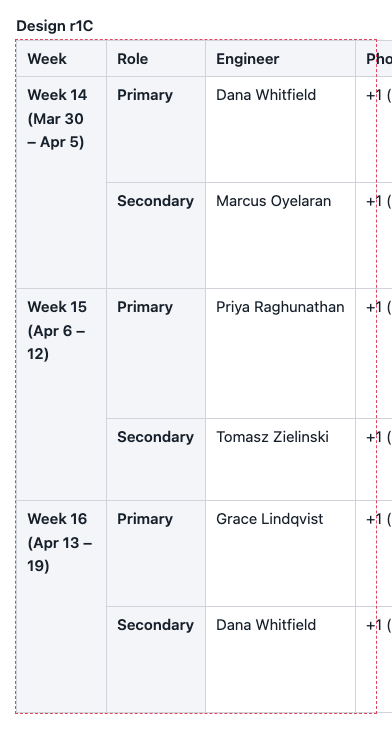 Design r1C
Week Role Engineer
Week 14 Primary Dana Whitfield +1 (
(Mar 30
– Apr 5)
Secondary Marcus Oyelaran +1 (
Week 15 Primary Priya Raghunathan +1 (
(Apr 6 –
12)
Secondary Tomasz Zielinski +1 (
Week 16 Primary Grace Lindqvist +1 (
(Apr 13 –
19)
Secondary Dana Whitfield +1 (